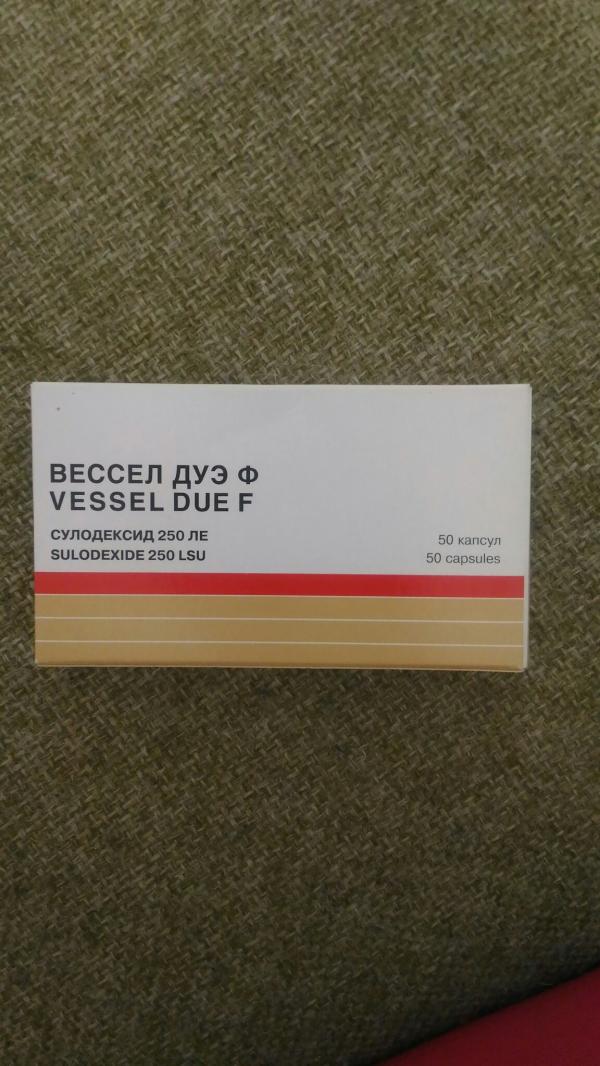 ВЕССЕЛ ДУЭ Ф
VESSEL DUE F
СУЛОДЕКСИД 250 ЛЕ
SULODEXIDE 250 LSU
50 капсул
50 capsules